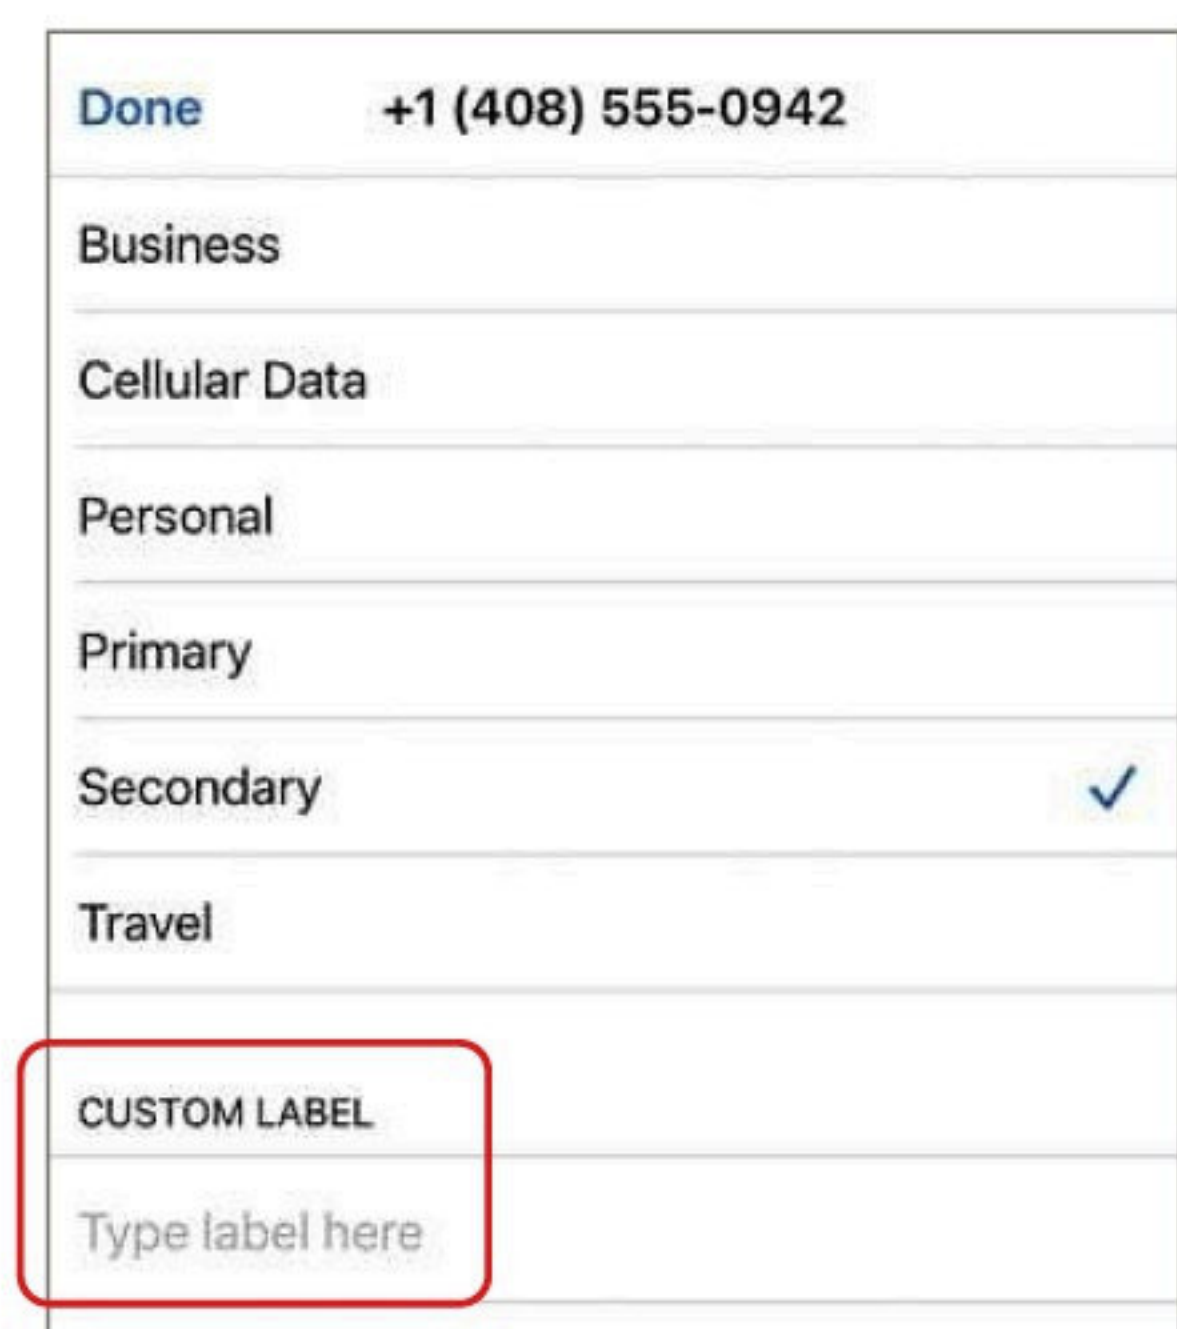 Done +1 (408) 555-0942
Business
Cellular Data
Personal
Primary
Secondary
Travel
CUSTOM LABEL
Type label here